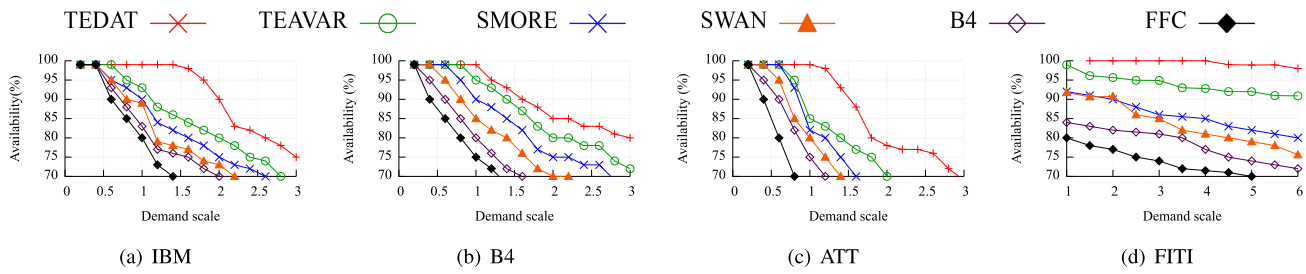 TEDAT TEAVAR SMORE SWAN B4 FFC
Availability(%)
100
95
90
85
80
75
70
0 0.5 1 1.5 2 2.5 3
Demand scale
(a) IBM
Availability (%)
100
95
90
85
80
75
70
0 0.5 1 1.5 2 2.5 3
Demand scale
(b) B4
Availability (%)
100
95
90
85
80
75
70
0 0.5 1 1.5 2 2.5 3
Demand scale
(c) ATT
Availability (%)
100
95
90
85
80
75
70
1 2 3 4 5 6
Demand scale
(d) FITI